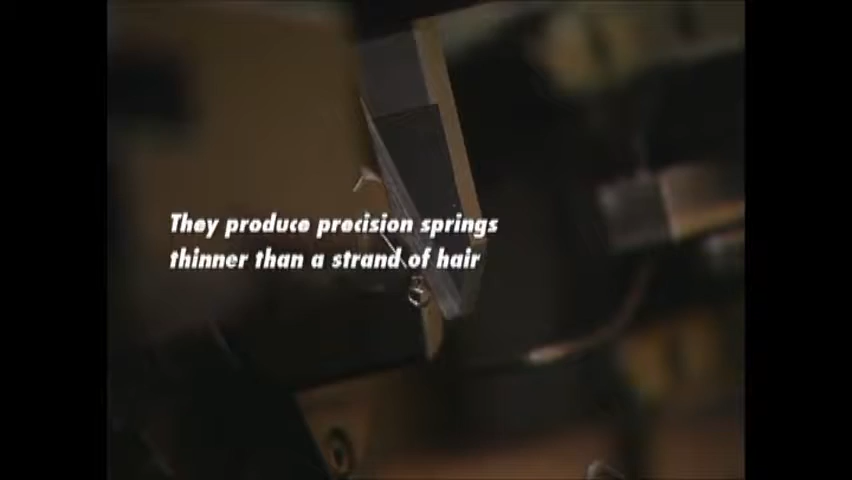 They produce precision springs
thinner than a strand of hair